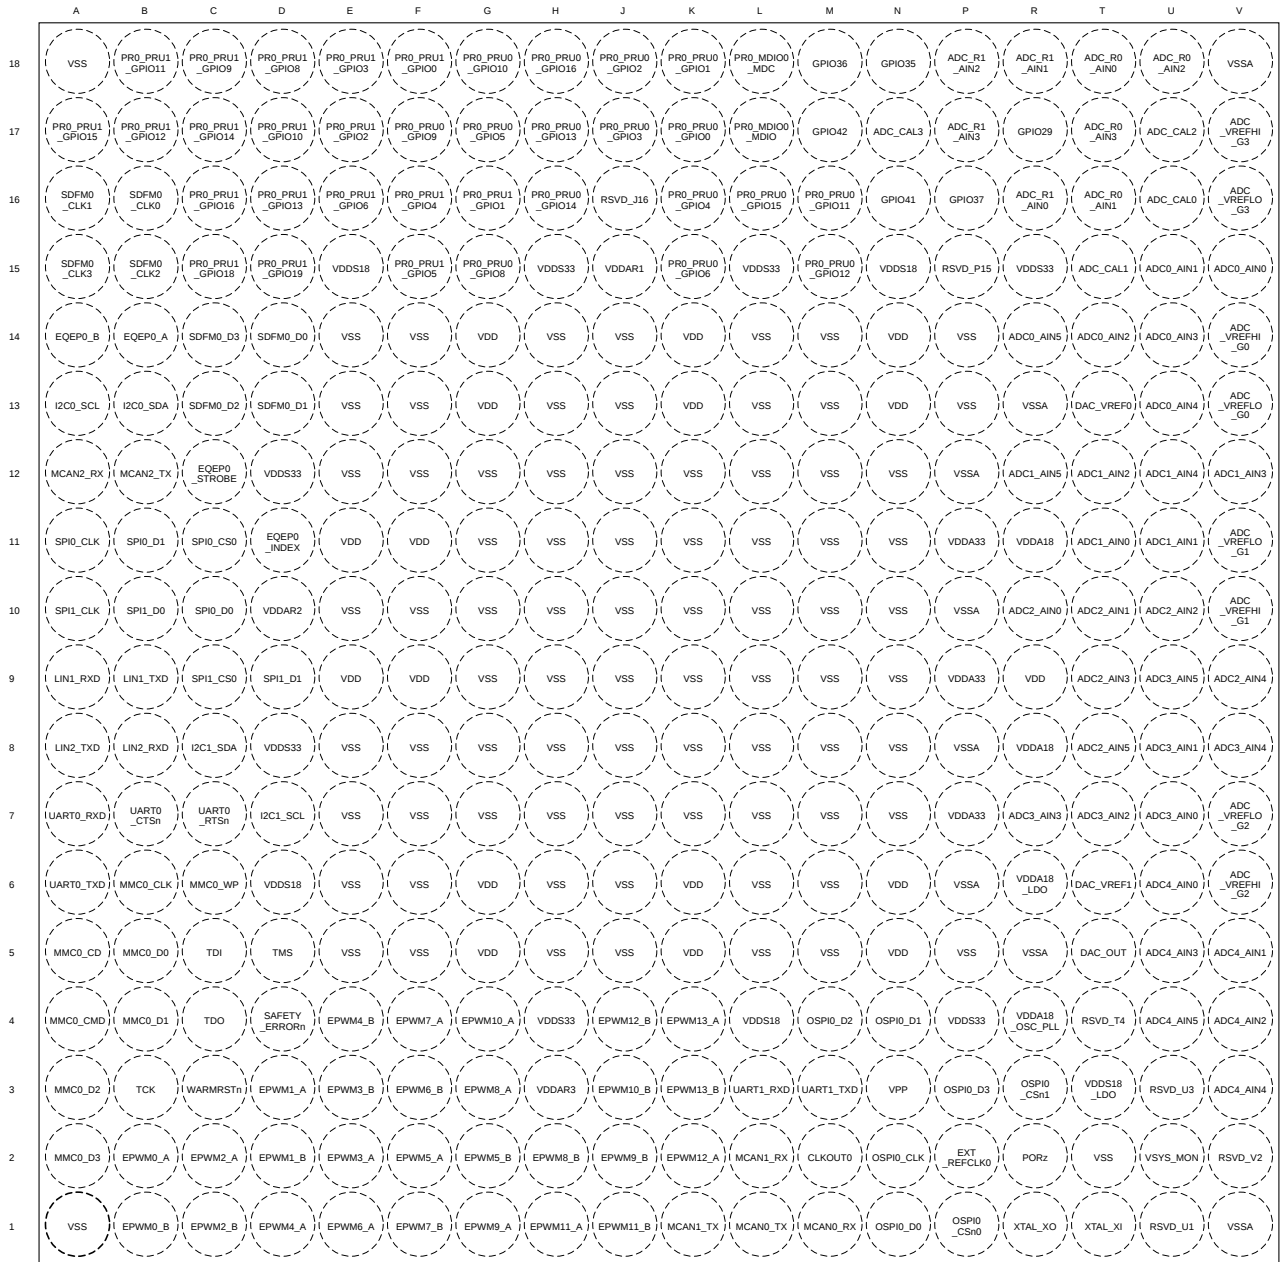 A B C D E F G H J K L M N P R T U V
18 VSS PR0_PRU1_GPIO11 PR0_PRU1_GPIO9 PR0_PRU1_GPIO8 PR0_PRU1_GPIO3 PR0_PRU1_GPIO0 PR0_PRU0_GPIO10 PR0_PRU0_GPIO16 PR0_PRU0_GPIO2 PR0_PRU0_GPIO1 PR0_MDIO0_MDC GPIO36 GPIO35 ADC_R1_AIN2 ADC_R1_AIN1 ADC_R0_AIN0 ADC_R0_AIN2 VSSA
17 PR0_PRU1_GPIO15 PR0_PRU1_GPIO12 PR0_PRU1_GPIO14 PR0_PRU1_GPIO10 PR0_PRU1_GPIO2 PR0_PRU0_GPIO9 PR0_PRU0_GPIO5 PR0_PRU0_GPIO13 PR0_PRU0_GPIO3 PR0_PRU0_GPIO0 PR0_MDIO0_MDIO GPIO42 ADC_CAL3 ADC_R1_AIN3 GPIO29 ADC_R0_AIN3 ADC_CAL2 ADC_VREFHI_G3
16 SDFM0_CLK1 SDFM0_CLK0 PR0_PRU1_GPIO16 PR0_PRU1_GPIO13 PR0_PRU1_GPIO6 PR0_PRU1_GPIO4 PR0_PRU1_GPIO1 PR0_PRU0_GPIO14 RSVD_J16 PR0_PRU0_GPIO4 PR0_PRU0_GPIO15 PR0_PRU0_GPIO11 GPIO41 GPIO37 ADC_R1_AIN0 ADC_R0_AIN1 ADC_CAL0 ADC_VREFLO_G3
15 SDFM0_CLK3 SDFM0_CLK2 PR0_PRU1_GPIO18 PR0_PRU1_GPIO19 VDDS18 PR0_PRU1_GPIO5 PR0_PRU0_GPIO8 VDDS33 VDDAR1 PR0_PRU0_GPIO6 VDDS33 PR0_PRU0_GPIO12 VDDS18 RSVD_P15 VDDS33 ADC_CAL1 ADC0_AIN1 ADC0_AIN0
14 EQEP0_B EQEP0_A SDFM0_D3 SDFM0_D0 VSS VSS VDD VSS VSS VDD VSS VSS VDD VSS ADC0_AIN5 ADC0_AIN2 ADC0_AIN3 ADC_VREFHI_G0
13 I2C0_SCL I2C0_SDA SDFM0_D2 SDFM0_D1 VSS VSS VDD VSS VSS VDD VSS VSS VDD VSS VSSA DAC_VREF0 ADC0_AIN4 ADC_VREFLO_G0
12 MCAN2_RX MCAN2_TX EQEP0_STROBE VDDS33 VSS VSS VSS VSS VSS VSS VSS VSS VSS VSSA ADC1_AIN5 ADC1_AIN2 ADC1_AIN4 ADC1_AIN3
11 SPI0_CLK SPI0_D1 SPI0_CS0 EQEP0_INDEX VDD VDD VSS VSS VSS VSS VSS VSS VSS VDDA33 VDDA18 ADC1_AIN0 ADC1_AIN1 ADC_VREFLO_G1
10 SPI1_CLK SPI1_D0 SPI0_D0 VDDAR2 VSS VSS VSS VSS VSS VSS VSS VSS VSS VSSA ADC2_AIN0 ADC2_AIN1 ADC2_AIN2 ADC_VREFHI_G1
9 LIN1_RXD LIN1_TXD SPI1_CS0 SPI1_D1 VDD VDD VSS VSS VSS VSS VSS VSS VSS VDDA33 VDD ADC2_AIN3 ADC3_AIN5 ADC2_AIN4
8 LIN2_TXD LIN2_RXD I2C1_SDA VDDS33 VSS VSS VSS VSS VSS VSS VSS VSS VSS VSSA VDDA18 ADC2_AIN5 ADC3_AIN1 ADC3_AIN4
7 UART0_RXD UART0_CTSn UART0_RTSn I2C1_SCL VSS VSS VSS VSS VSS VSS VSS VSS VSS VDDA33 ADC3_AIN3 ADC3_AIN2 ADC3_AIN0 ADC_VREFLO_G2
6 UART0_TXD MMC0_CLK MMC0_WP VDDS18 VSS VSS VDD VSS VSS VDD VSS VSS VDD VSSA VDDA18_LDO DAC_VREF1 ADC4_AIN0 ADC_VREFHI_G2
5 MMC0_CD MMC0_D0 TDI TMS VSS VSS VDD VSS VSS VDD VSS VSS VDD VSS VSSA DAC_OUT ADC4_AIN3 ADC4_AIN1
4 MMC0_CMD MMC0_D1 TDO SAFETY_ERRORn EPWM4_B EPWM7_A EPWM10_A VDDS33 EPWM12_B EPWM13_A VDDS18 OSPI0_D2 OSPI0_D1 VDDS33 VDDA18_OSC_PLL RSVD_T4 ADC4_AIN5 ADC4_AIN2
3 MMC0_D2 TCK WARMRSTn EPWM1_A EPWM3_B EPWM6_B EPWM8_A VDDAR3 EPWM10_B EPWM13_B UART1_RXD UART1_TXD VPP OSPI0_D3 OSPI0_CSn1 VDDS18_LDO RSVD_U3 ADC4_AIN4
2 MMC0_D3 EPWM0_A EPWM2_A EPWM1_B EPWM3_A EPWM5_A EPWM5_B EPWM8_B EPWM9_B EPWM12_A MCAN1_RX CLKOUT0 OSPI0_CLK EXT_REFCLK0 PORz VSS VSYS_MON RSVD_V2
1 VSS EPWM0_B EPWM2_B EPWM4_A EPWM6_A EPWM7_B EPWM9_A EPWM11_A EPWM11_B MCAN1_TX MCAN0_TX MCAN0_RX OSPI0_D0 OSPI0_CSn0 XTAL_XO XTAL_XI RSVD_U1 VSSA